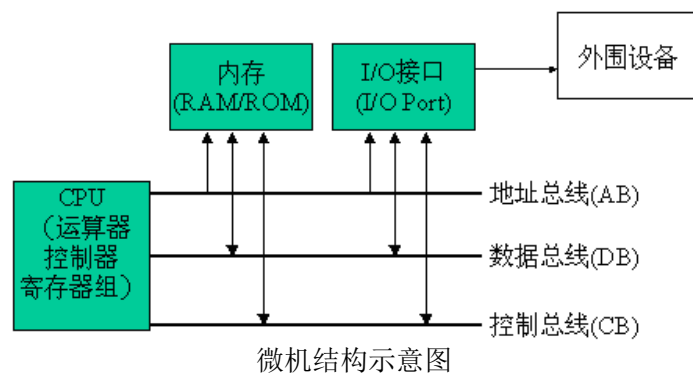 内存
(RAM/ROM)
I/O接口
(I/O Port)
外围设备
CPU
(运算器
控制器
寄存器组)
地址总线(AB)
数据总线(DB)
控制总线(CB)
微机结构示意图